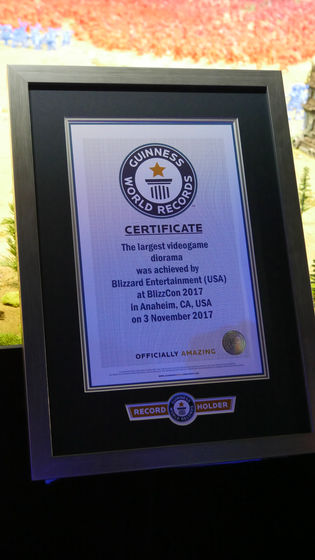 GUINNESS
WORLD RECORDS
CERTIFICATE
The largest videogame
diorama
was achieved by
Blizzard Entertainment (USA)
at BlizzCon 2017
in Anaheim, CA, USA
on 3 November 2017
OFFICIALLY AMAZING
RECORD HOLDER